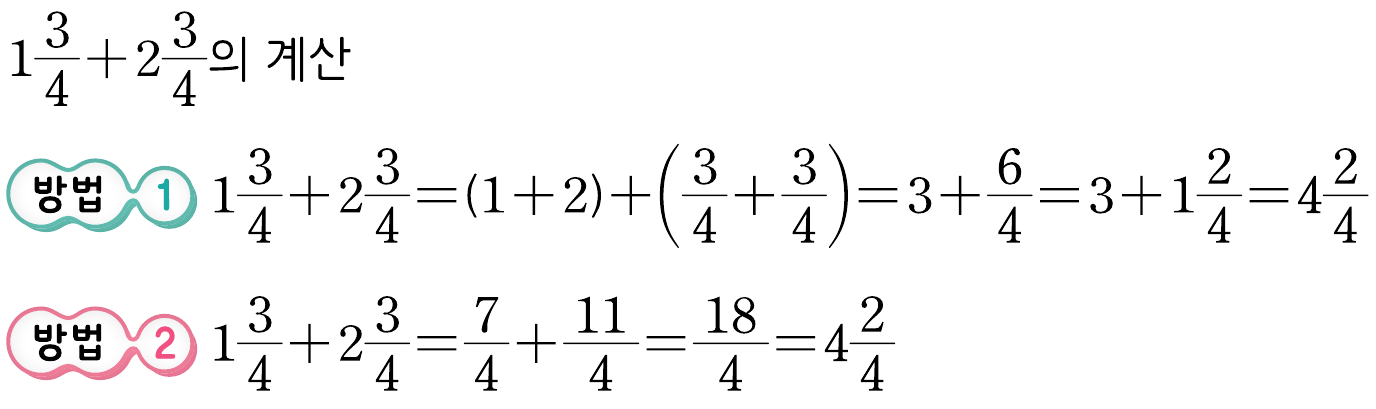 1 3/4 + 2 3/4의 계산
방법 1 1 3/4 + 2 3/4 = (1+2) + (3/4 + 3/4) = 3 + 6/4 = 3 + 1 2/4 = 4 2/4
방법 2 1 3/4 + 2 3/4 = 7/4 + 11/4 = 18/4 = 4 2/4